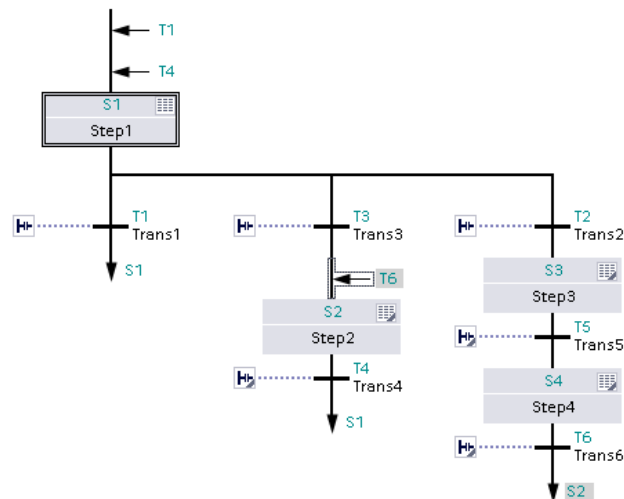 T1
T4
S1
Step1
T1
Trans1
S1
T3
Trans3
T6
S2
Step2
T4
Trans4
S1
T2
Trans2
S3
Step3
T5
Trans5
S4
Step4
T6
Trans6
S2